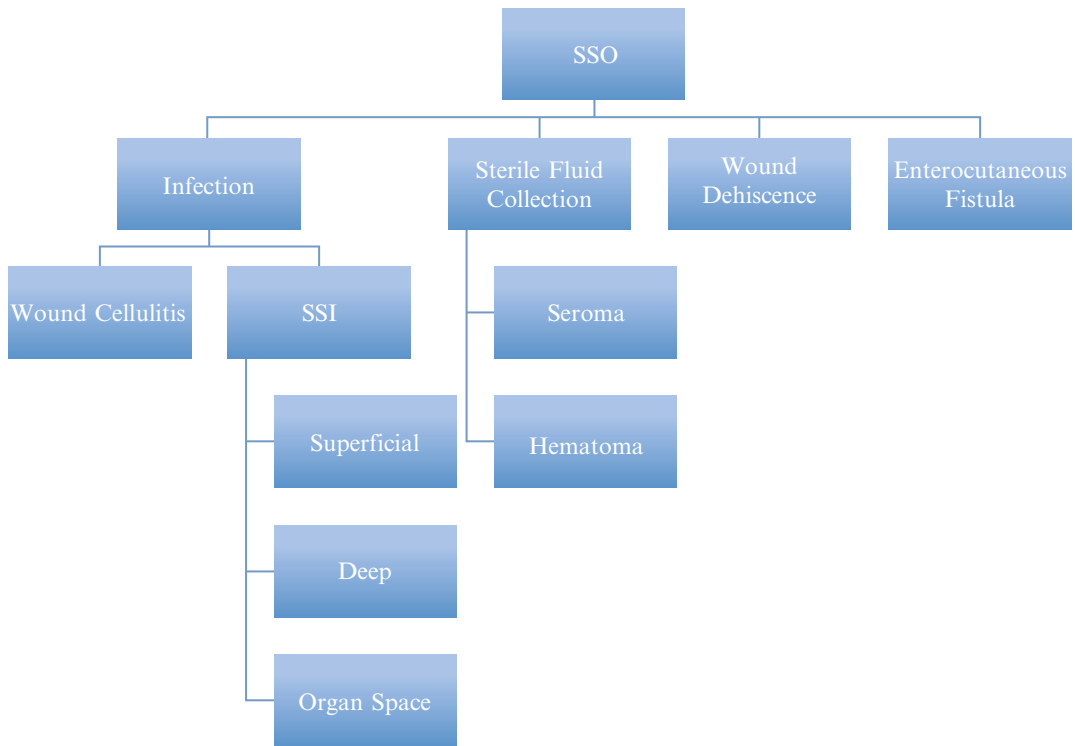 SSO
Infection
Sterile Fluid
Collection
Wound
Dehiscence
Enterocutaneous
Fistula
Wound Cellulitis
SSI
Seroma
Superficial
Hematoma
Deep
Organ Space